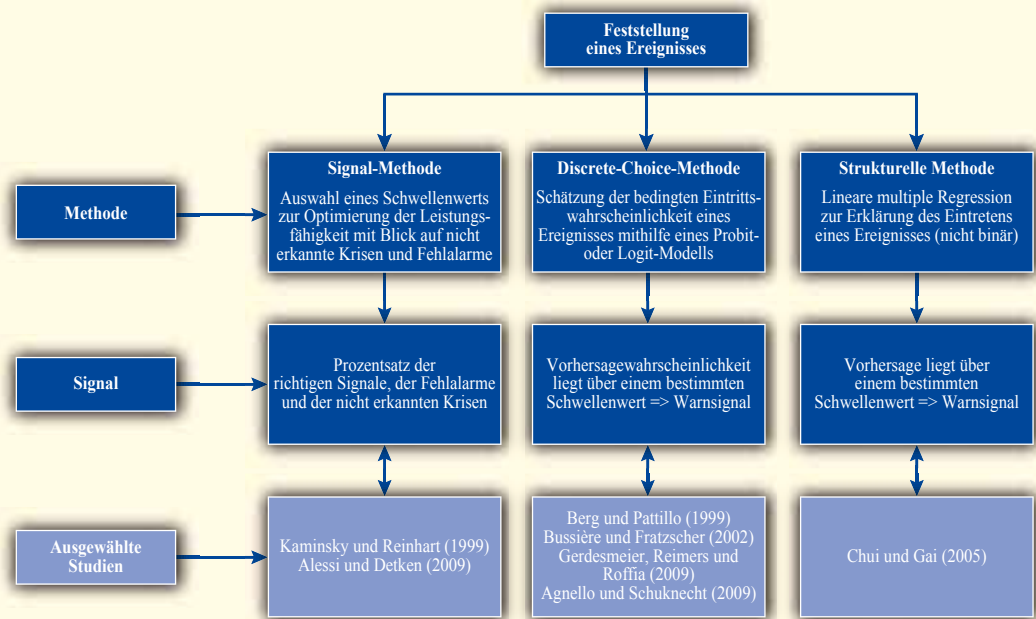 Feststellung
eines Ereignisses
Methode
Signal-Methode
Auswahl eines Schwellenwerts
zur Optimierung der Leistungs-
fähigkeit mit Blick auf nicht
erkannte Krisen und Fehlalarme
Discrete-Choice-Methode
Schätzung der bedingten Eintritts-
wahrscheinlichkeit eines
Ereignisses mithilfe eines Probit-
oder Logit-Modells
Strukturelle Methode
Lineare multiple Regression
zur Erklärung des Eintretens
eines Ereignisses (nicht binär)
Signal
Prozentsatz der
richtigen Signale, der Fehlalarme
und der nicht erkannten Krisen
Vorhersagewahrscheinlichkeit
liegt über einem bestimmten
Schwellenwert => Warnsignal
Vorhersage liegt über
einem bestimmten
Schwellenwert => Warnsignal
Ausgewählte
Studien
Kaminsky und Reinhart (1999)
Alessi und Detken (2009)
Berg und Pattillo (1999)
Bussière und Fratzscher (2002)
Gerdesmeier, Reimers und
Roffia (2009)
Agnello und Schuknecht (2009)
Chui und Gai (2005)